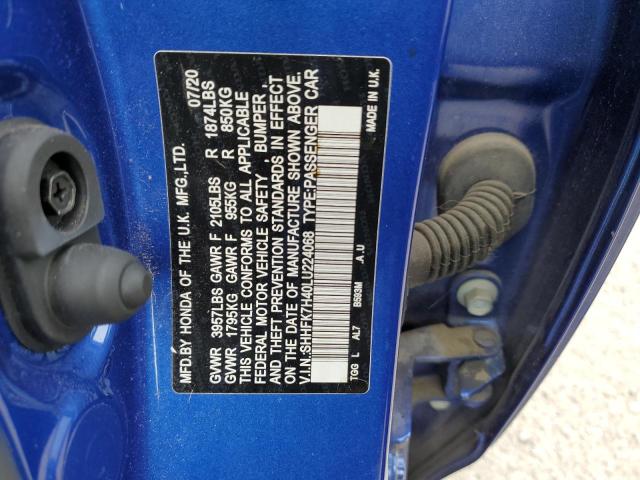 MFD.BY HONDA OF THE U.K. MFG.,LTD. 07/20
GVWR 3957LBS GAWR F 2105LBS R 1874LBS
GVWR 1795KG GAWR F 955KG R 850KG
THIS VEHICLE CONFORMS TO ALL APPLICABLE
FEDERAL MOTOR VEHICLE SAFETY , BUMPER ,
AND THEFT PREVENTION STANDARDS IN EFFECT
ON THE DATE OF MANUFACTURE SHOWN ABOVE.
V.I.N.:SHHFK7H40LU224068 TYPE:PASSENGER CAR
MADE IN U.K.
TGG L AL7 B593M .A.U